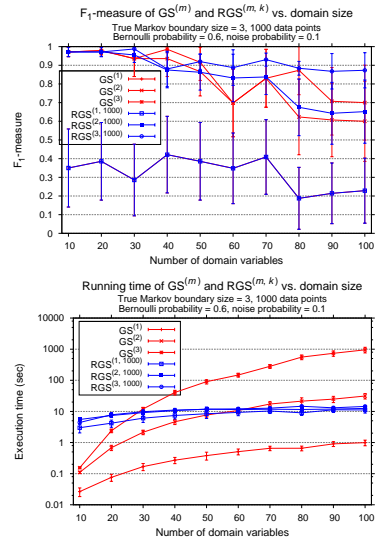 F₁-measure of GS⁽ᵐ⁾ and RGS⁽ᵐ, ᵏ⁾ vs. domain size
True Markov boundary size = 3, 1000 data points
Bernoulli probability = 0.6, noise probability = 0.1
1
0.9
0.8
0.7
0.6
0.5
0.4
0.3
0.2
0.1
0
F₁-measure
GS⁽¹⁾
GS⁽²⁾
GS⁽³⁾
RGS⁽¹, ¹⁰⁰⁰⁾
RGS⁽², ¹⁰⁰⁰⁾
RGS⁽³, ¹⁰⁰⁰⁾
10 20 30 40 50 60 70 80 90 100
Number of domain variables
Running time of GS⁽ᵐ⁾ and RGS⁽ᵐ, ᵏ⁾ vs. domain size
True Markov boundary size = 3, 1000 data points
Bernoulli probability = 0.6, noise probability = 0.1
10000
1000
100
10
1
0.1
0.01
Execution time (sec)
GS⁽¹⁾
GS⁽²⁾
GS⁽³⁾
RGS⁽¹, ¹⁰⁰⁰⁾
RGS⁽², ¹⁰⁰⁰⁾
RGS⁽³, ¹⁰⁰⁰⁾
10 20 30 40 50 60 70 80 90 100
Number of domain variables